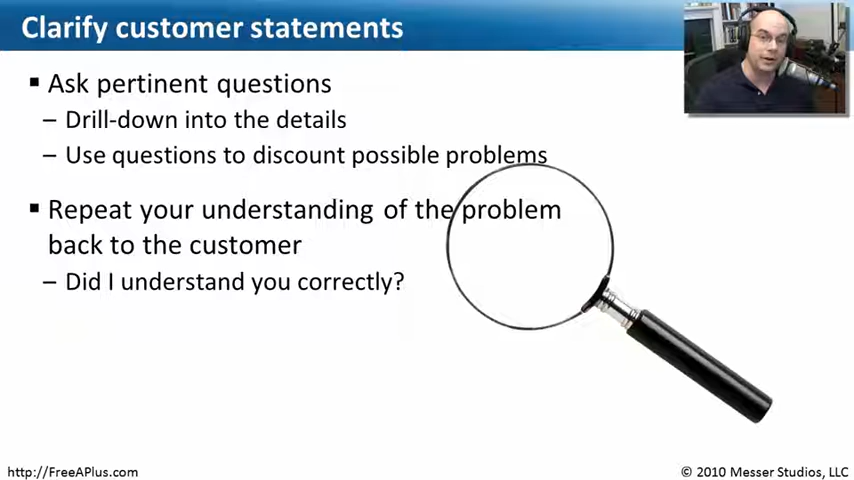 Clarify customer statements
▪ Ask pertinent questions
– Drill-down into the details
– Use questions to discount possible problems
▪ Repeat your understanding of the problem
back to the customer
– Did I understand you correctly?
http://FreeAPlus.com
© 2010 Messer Studios, LLC